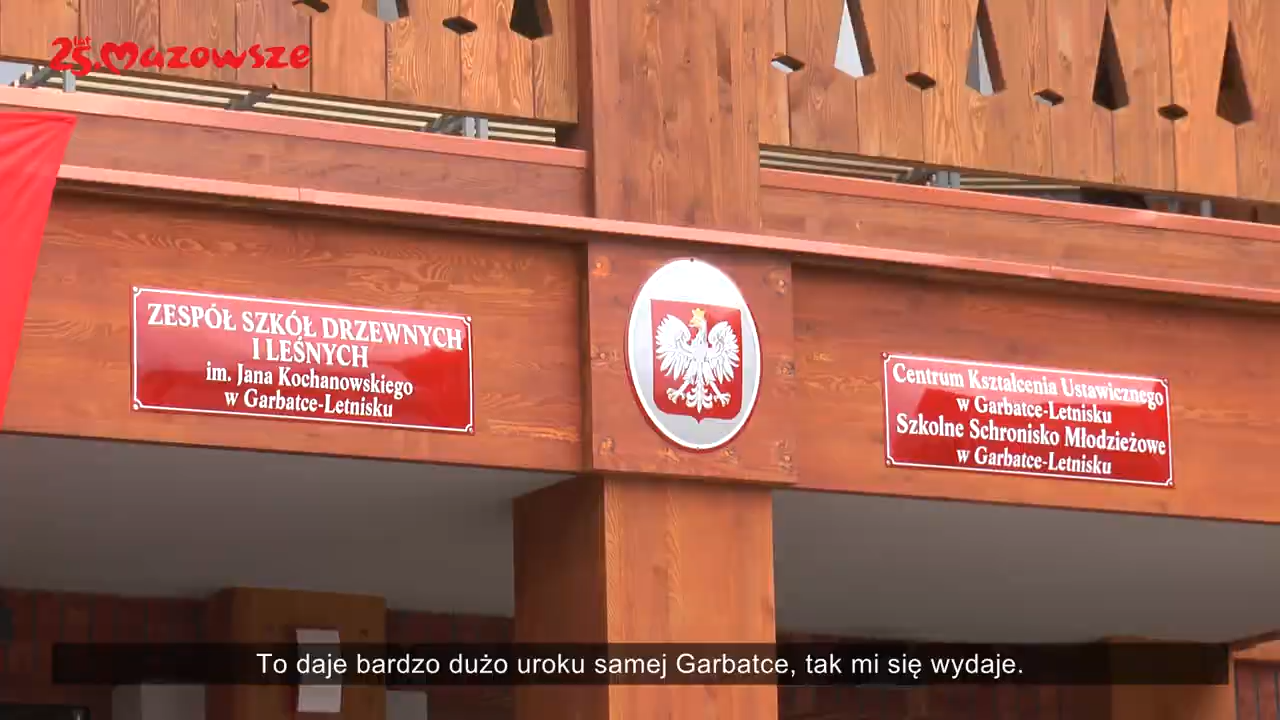 25 lat Mazowsze
ZESPÓŁ SZKÓŁ DRZEWNYCH
I LEŚNYCH
im. Jana Kochanowskiego
w Garbatce-Letnisku
Centrum Kształcenia Ustawicznego
w Garbatce-Letnisku
Szkolne Schronisko Młodzieżowe
w Garbatce-Letnisku
To daje bardzo dużo uroku samej Garbatce, tak mi się wydaje.